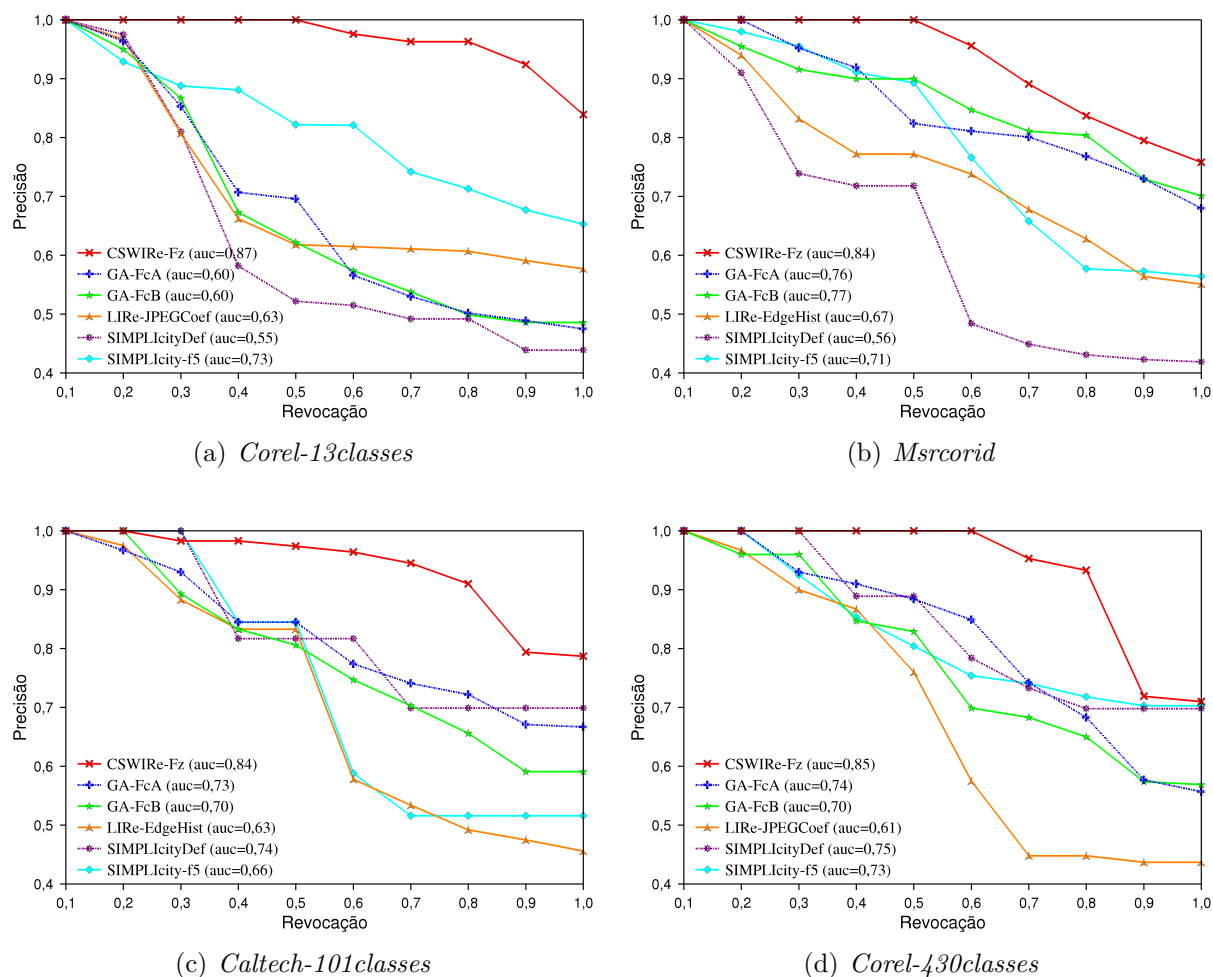 1,0
0,9
0,8
0,7
0,6
0,5
0,4
Precisão
CSWIRe-Fz (auc=0,87)
GA-FcA (auc=0,60)
GA-FcB (auc=0,60)
LIRe-JPEGCoef (auc=0,63)
SIMPLIcityDef (auc=0,55)
SIMPLIcity-f5 (auc=0,73)
0,1 0,2 0,3 0,4 0,5 0,6 0,7 0,8 0,9 1,0
Revocação
(a) Corel-13classes
1,0
0,9
0,8
0,7
0,6
0,5
0,4
Precisão
CSWIRe-Fz (auc=0,84)
GA-FcA (auc=0,76)
GA-FcB (auc=0,77)
LIRe-EdgeHist (auc=0,67)
SIMPLIcityDef (auc=0,56)
SIMPLIcity-f5 (auc=0,71)
0,1 0,2 0,3 0,4 0,5 0,6 0,7 0,8 0,9 1,0
Revocação
(b) Msrcorid
1,0
0,9
0,8
0,7
0,6
0,5
0,4
Precisão
CSWIRe-Fz (auc=0,84)
GA-FcA (auc=0,73)
GA-FcB (auc=0,70)
LIRe-EdgeHist (auc=0,63)
SIMPLIcityDef (auc=0,74)
SIMPLIcity-f5 (auc=0,66)
0,1 0,2 0,3 0,4 0,5 0,6 0,7 0,8 0,9 1,0
Revocação
(c) Caltech-101classes
1,0
0,9
0,8
0,7
0,6
0,5
0,4
Precisão
CSWIRe-Fz (auc=0,85)
GA-FcA (auc=0,74)
GA-FcB (auc=0,70)
LIRe-JPEGCoef (auc=0,61)
SIMPLIcityDef (auc=0,75)
SIMPLIcity-f5 (auc=0,73)
0,1 0,2 0,3 0,4 0,5 0,6 0,7 0,8 0,9 1,0
Revocação
(d) Corel-430classes